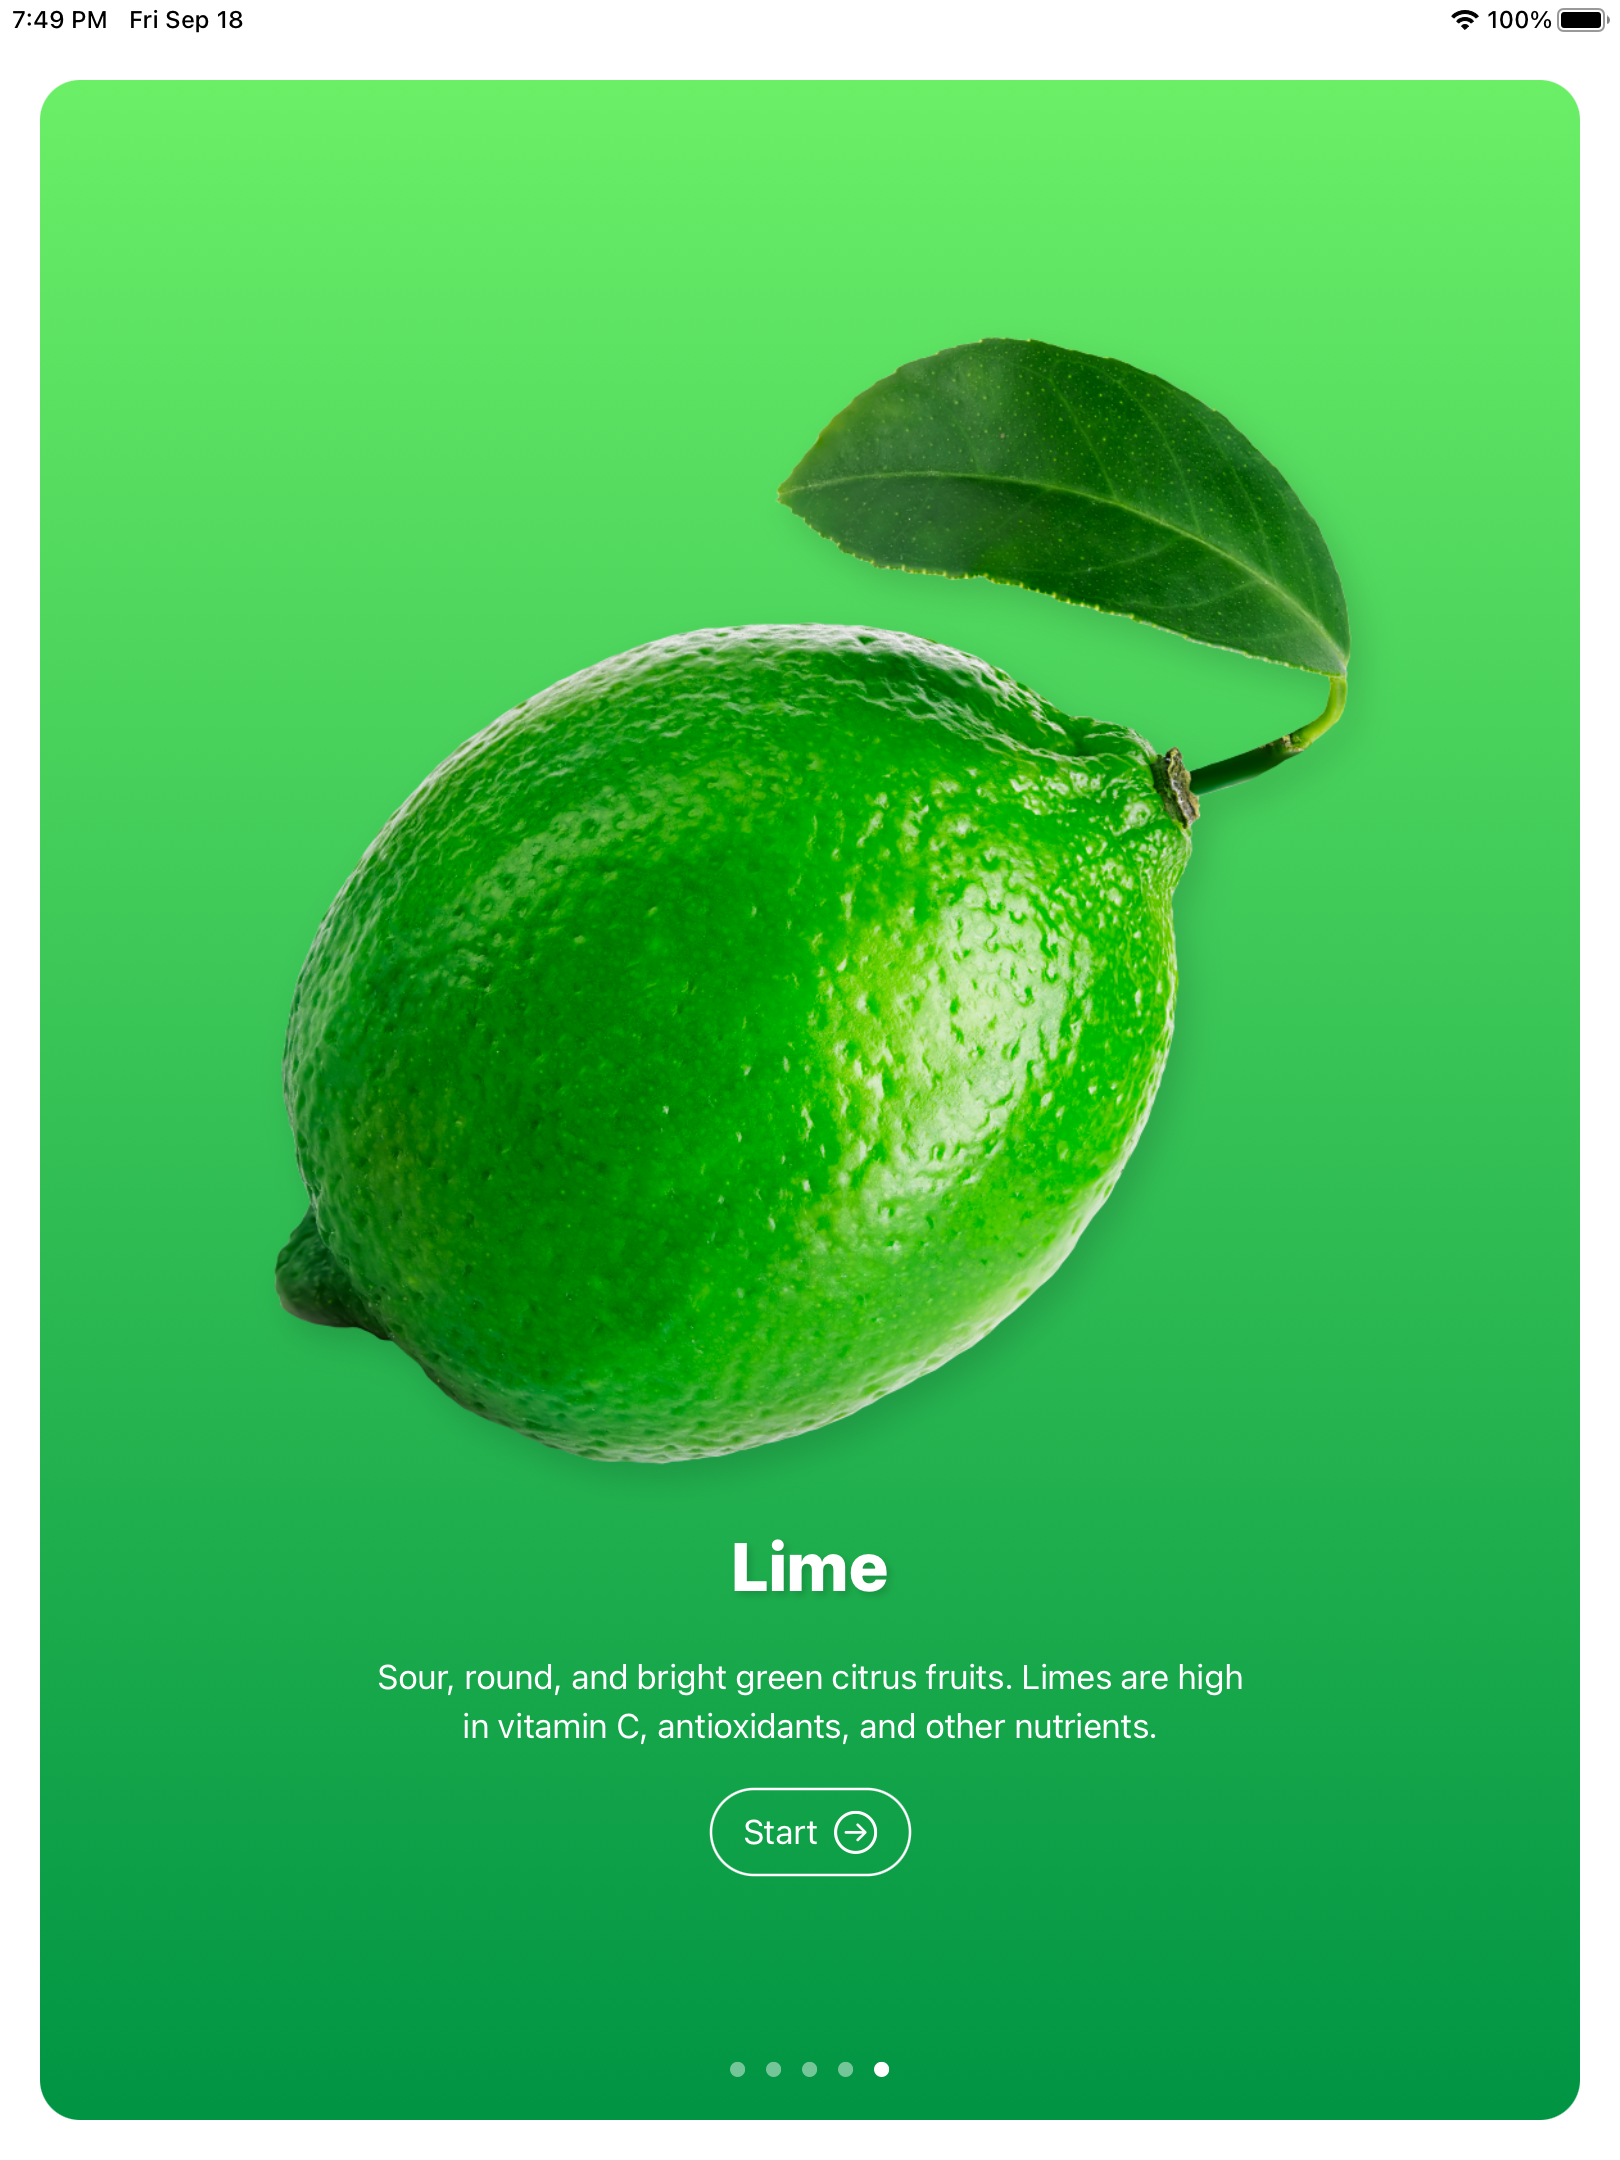 7:49 PM Fri Sep 18 100%
Lime
Sour, round, and bright green citrus fruits. Limes are high
in vitamin C, antioxidants, and other nutrients.
Start